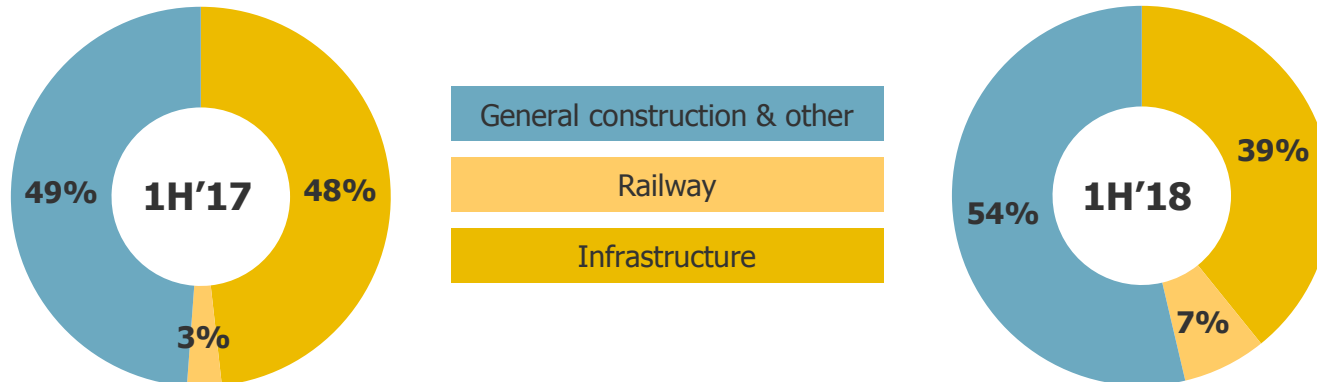 49%
1H’17
48%
3%
General construction & other
Railway
Infrastructure
54%
1H’18
39%
7%